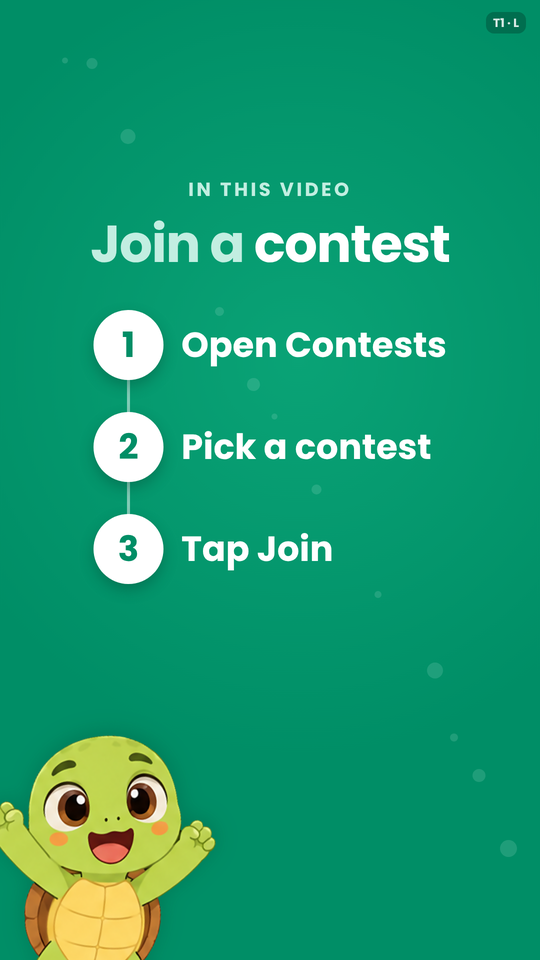 T1 · L
IN THIS VIDEO
Join a contest
1 Open Contests
2 Pick a contest
3 Tap Join